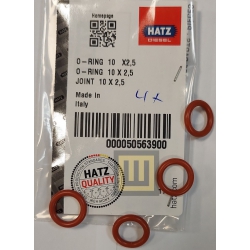 Homepage
HATZ
DIESEL
O-RING 10 X2,5
O-RING 10 X 2,5
JOINT 10 X 2,5
Made in
Italy
4x
000050563900
HATZ
QUALITY
hatz